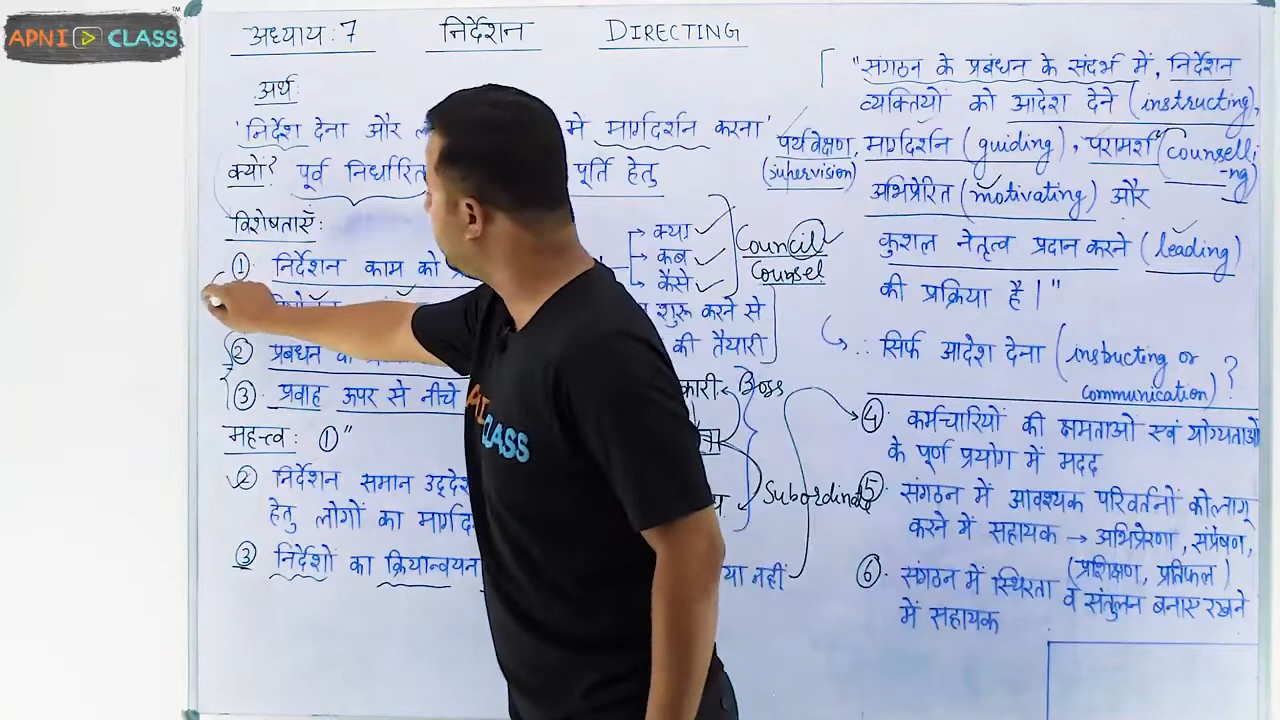 APNI CLASS
TM
अध्याय: 7 निर्देशन DIRECTING
अर्थ:
'निर्देश देना और में मार्गदर्शन करना'
क्यों? पूर्व निर्धारित पूर्ति हेतु
विशेषताएँ:
① निर्देशन काम को
→ क्या
→ कब
→ कैसे
Council
Counsel
शुरू करने से
की तैयारी
② प्रबंधन
③ प्रवाह ऊपर से नीचे
कारी Boss
Subordinate
महत्त्व: ①"
② निर्देशन समान
हेतु लोगों का
③ निर्देशों का क्रियान्वयन या नहीं
"संगठन के प्रबंधन के संदर्भ में, निर्देशन
व्यक्तियों को आदेश देने (instructing),
पर्यवेक्षण, मार्गदर्शन (guiding), परामर्श (counselli
(supervision) -ng)
अभिप्रेरित (motivating) और
कुशल नेतृत्व प्रदान करने (leading)
की प्रक्रिया है।"
∴ सिर्फ आदेश देना (instructing or
communication) ?
④ कर्मचारियों की क्षमताओं एवं योग्यताओं
के पूर्ण प्रयोग में मदद
⑤ संगठन में आवश्यक परिवर्तनों को लागू
करने में सहायक → अभिप्रेरणा, संप्रेषण,
(प्रशिक्षण, प्रतिफल)
⑥ संगठन में स्थिरता व संतुलन बनाए रखने
में सहायक
CLASS